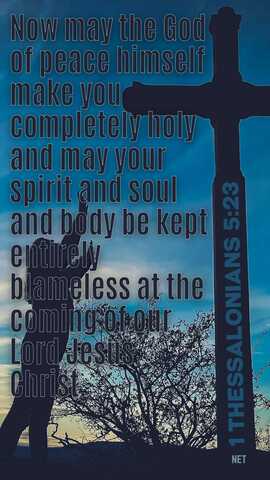 Now may the God
of peace himself
make you
completely holy
and may your
spirit and soul
and body be kept
entirely
blameless at the
coming of our
Lord Jesus
Christ
1 THESSALONIANS 5:23
NET